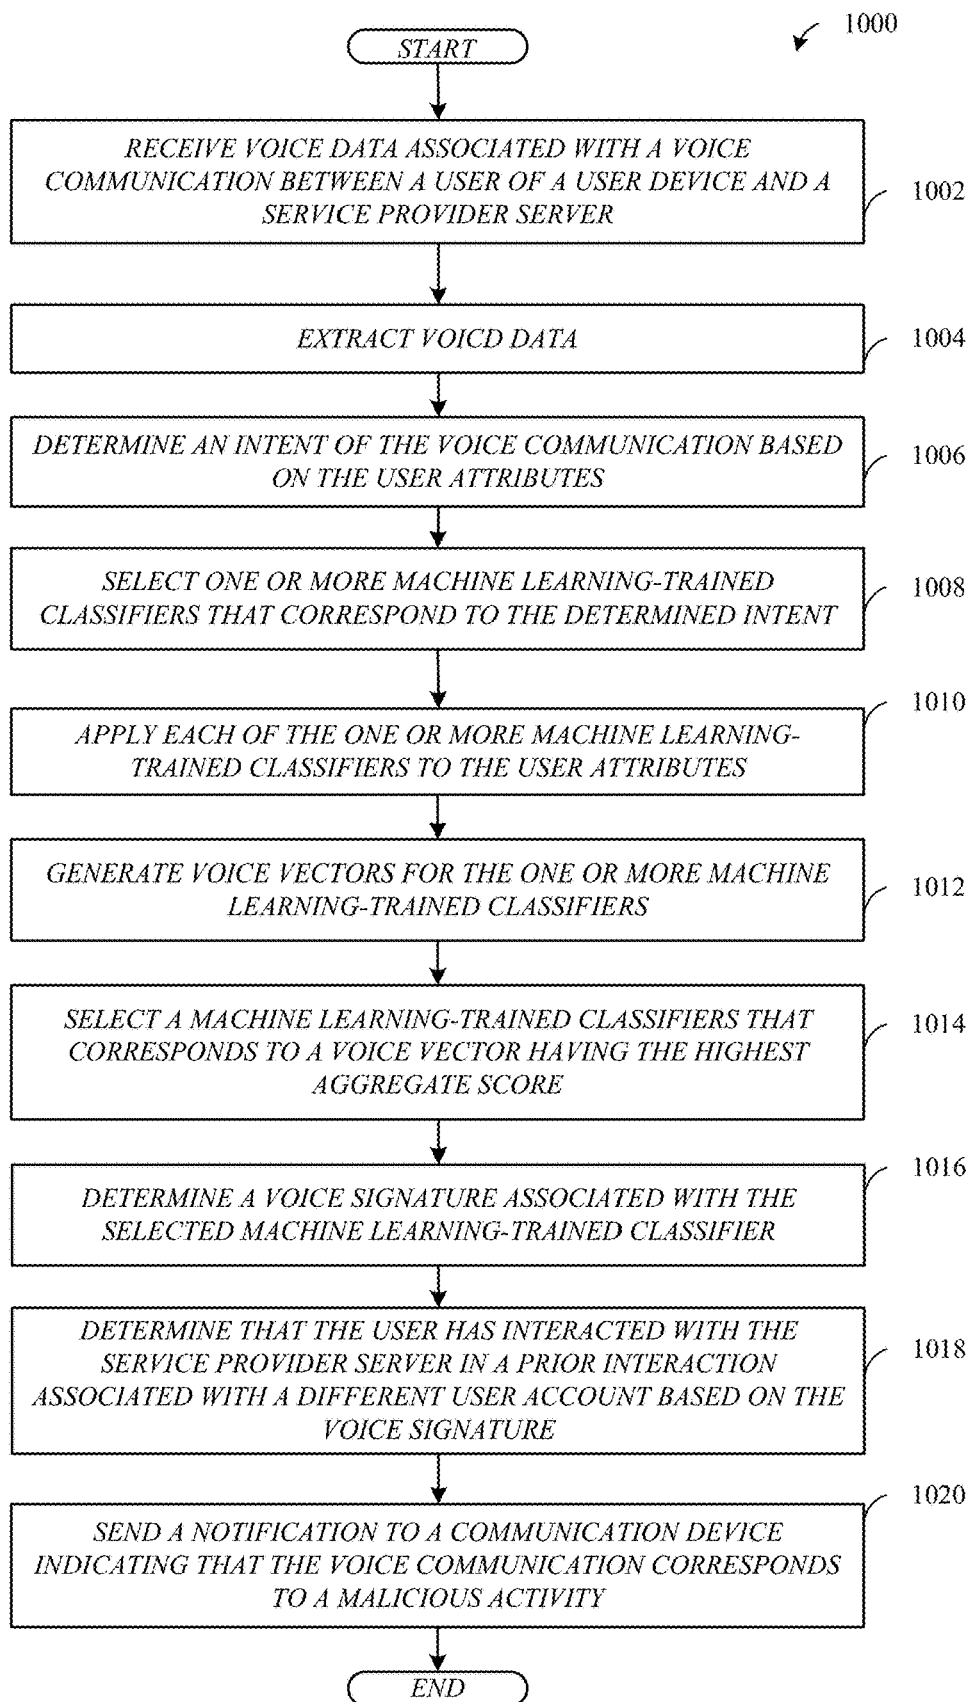 1000
START
RECEIVE VOICE DATA ASSOCIATED WITH A VOICE
COMMUNICATION BETWEEN A USER OF A USER DEVICE AND A
SERVICE PROVIDER SERVER
1002
EXTRACT VOICD DATA
1004
DETERMINE AN INTENT OF THE VOICE COMMUNICATION BASED
ON THE USER ATTRIBUTES
1006
SELECT ONE OR MORE MACHINE LEARNING-TRAINED
CLASSIFIERS THAT CORRESPOND TO THE DETERMINED INTENT
1008
APPLY EACH OF THE ONE OR MORE MACHINE LEARNING-
TRAINED CLASSIFIERS TO THE USER ATTRIBUTES
1010
GENERATE VOICE VECTORS FOR THE ONE OR MORE MACHINE
LEARNING-TRAINED CLASSIFIERS
1012
SELECT A MACHINE LEARNING-TRAINED CLASSIFIERS THAT
CORRESPONDS TO A VOICE VECTOR HAVING THE HIGHEST
AGGREGATE SCORE
1014
DETERMINE A VOICE SIGNATURE ASSOCIATED WITH THE
SELECTED MACHINE LEARNING-TRAINED CLASSIFIER
1016
DETERMINE THAT THE USER HAS INTERACTED WITH THE
SERVICE PROVIDER SERVER IN A PRIOR INTERACTION
ASSOCIATED WITH A DIFFERENT USER ACCOUNT BASED ON THE
VOICE SIGNATURE
1018
SEND A NOTIFICATION TO A COMMUNICATION DEVICE
INDICATING THAT THE VOICE COMMUNICATION CORRESPONDS
TO A MALICIOUS ACTIVITY
1020
END